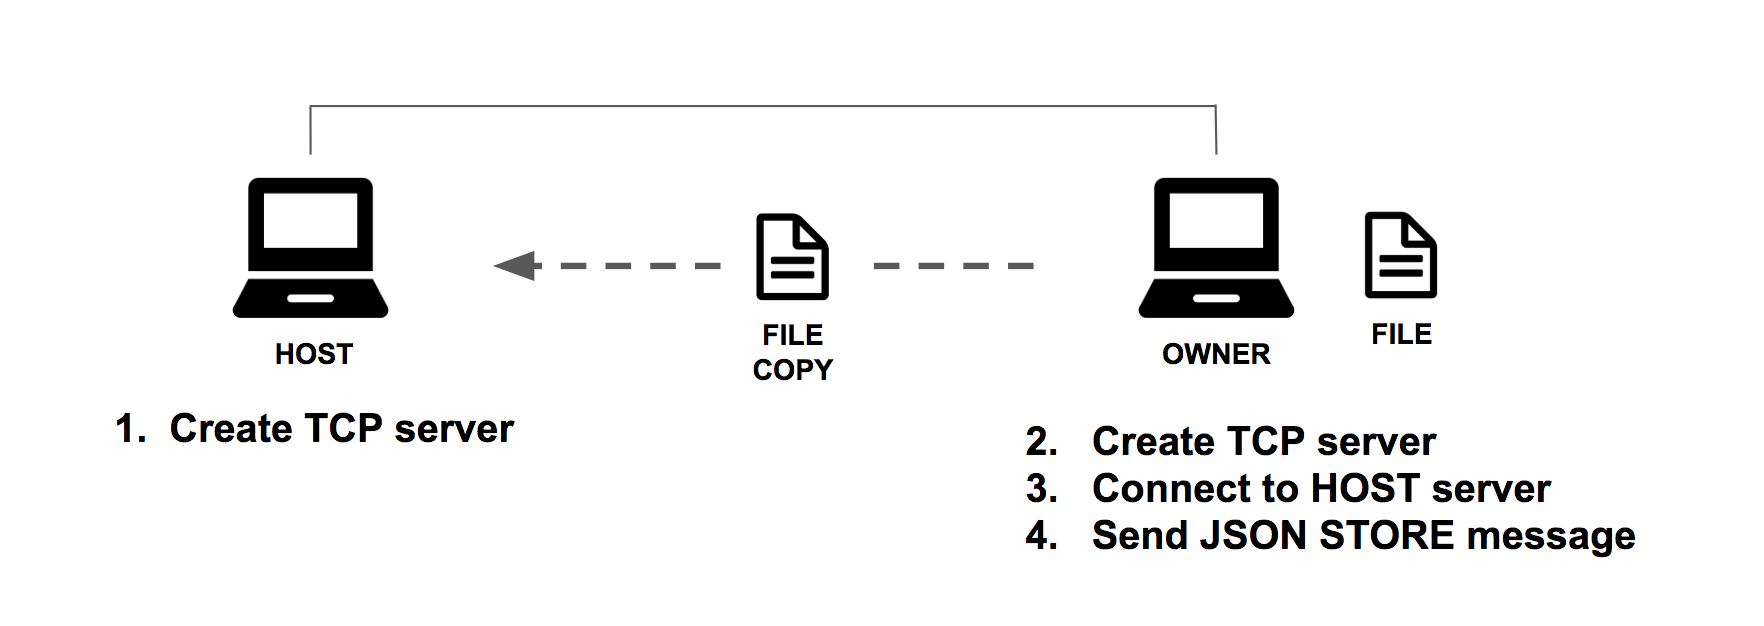 HOST
FILE
COPY
OWNER
FILE
1. Create TCP server
2. Create TCP server
3. Connect to HOST server
4. Send JSON STORE message